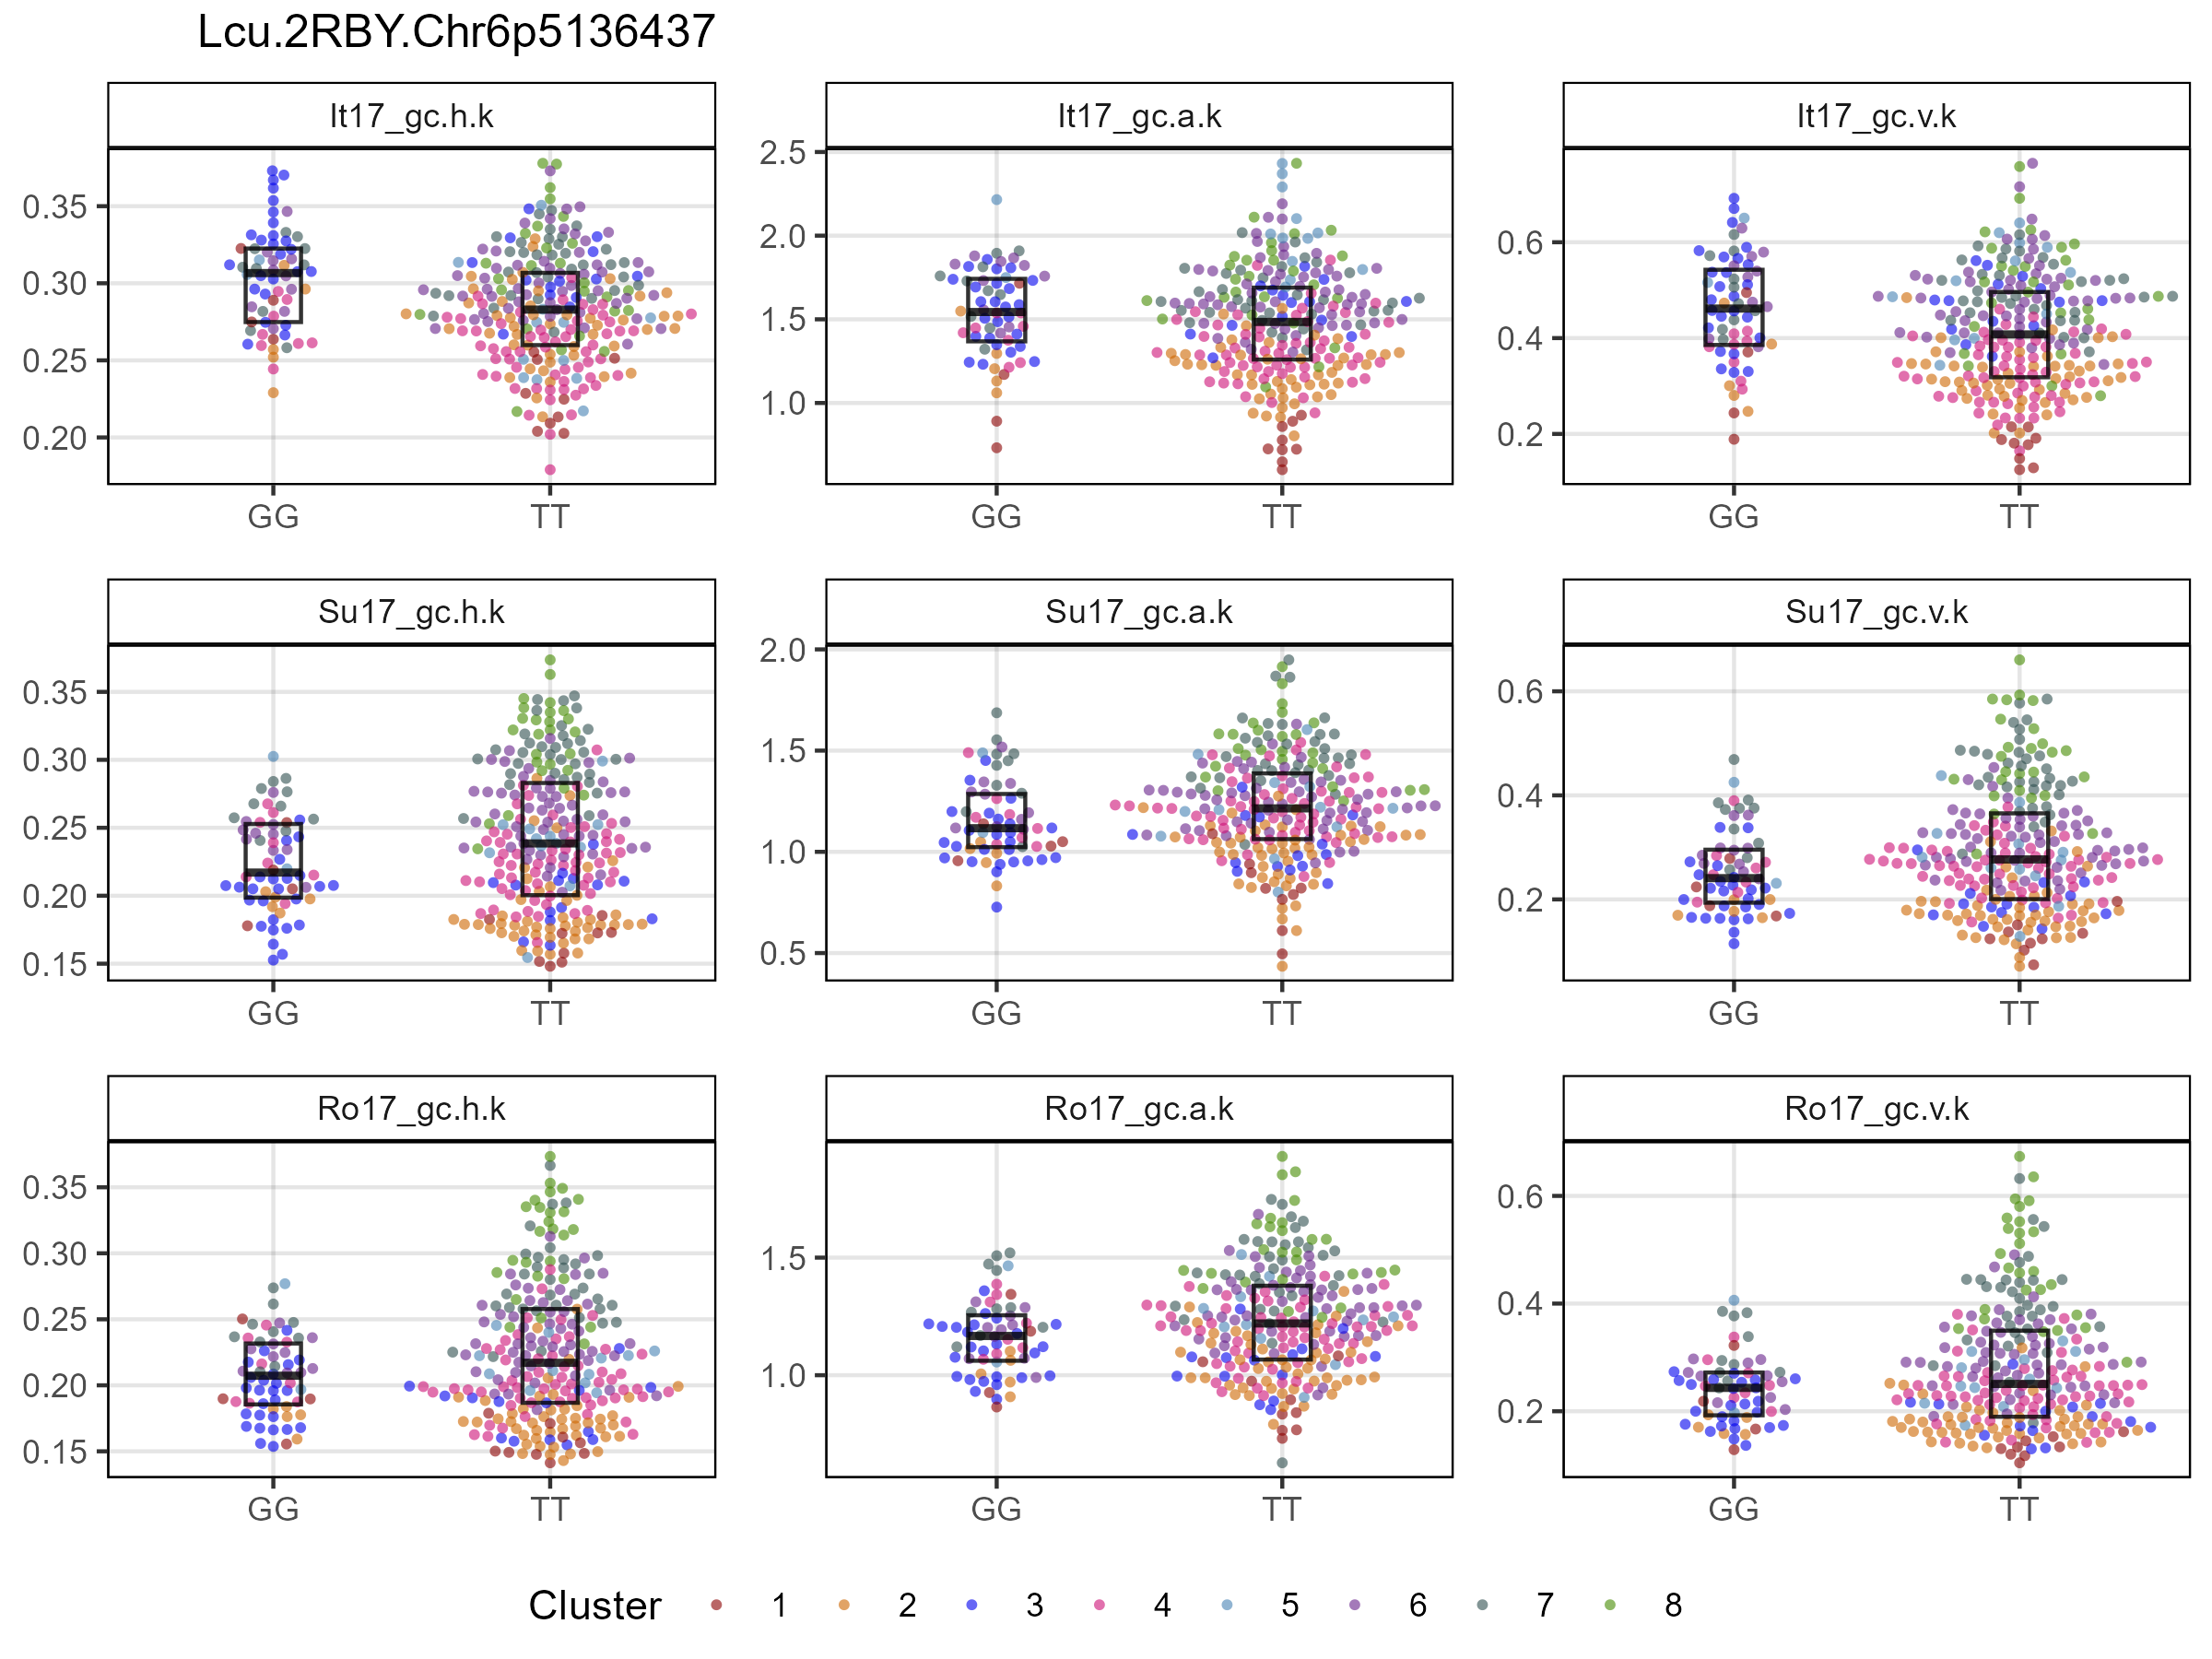 Lcu.2RBY.Chr6p5136437
It17_gc.h.k
It17_gc.a.k
It17_gc.v.k
0.35
0.30
0.25
0.20
GG
TT
2.5
2.0
1.5
1.0
GG
TT
0.6
0.4
0.2
GG
TT
Su17_gc.h.k
Su17_gc.a.k
Su17_gc.v.k
0.35
0.30
0.25
0.20
0.15
GG
TT
2.0
1.5
1.0
0.5
GG
TT
0.6
0.4
0.2
GG
TT
Ro17_gc.h.k
Ro17_gc.a.k
Ro17_gc.v.k
0.35
0.30
0.25
0.20
0.15
GG
TT
1.5
1.0
GG
TT
0.6
0.4
0.2
GG
TT
Cluster 1 2 3 4 5 6 7 8